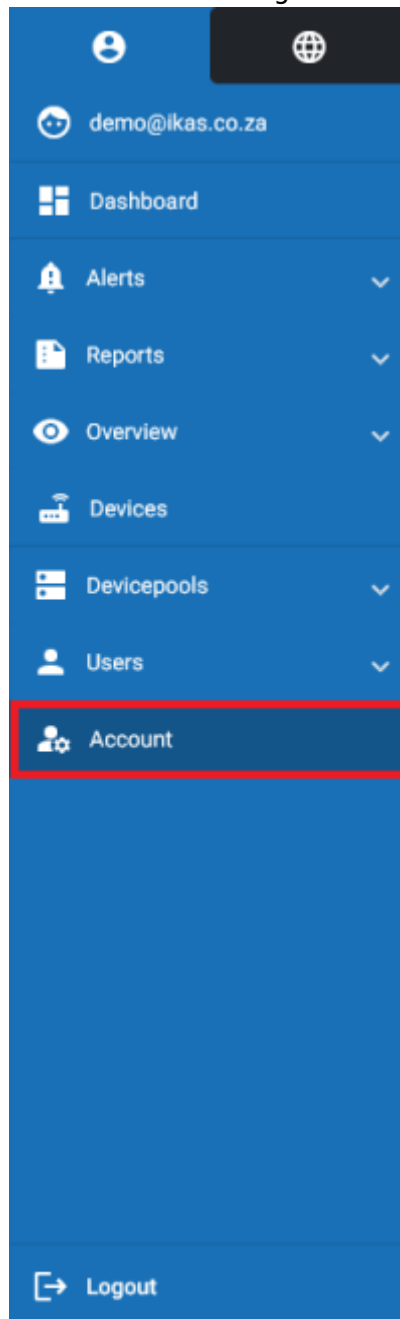 demo@ikas.co.za
Dashboard
Alerts
Reports
Overview
Devices
Devicepools
Users
Account
Logout